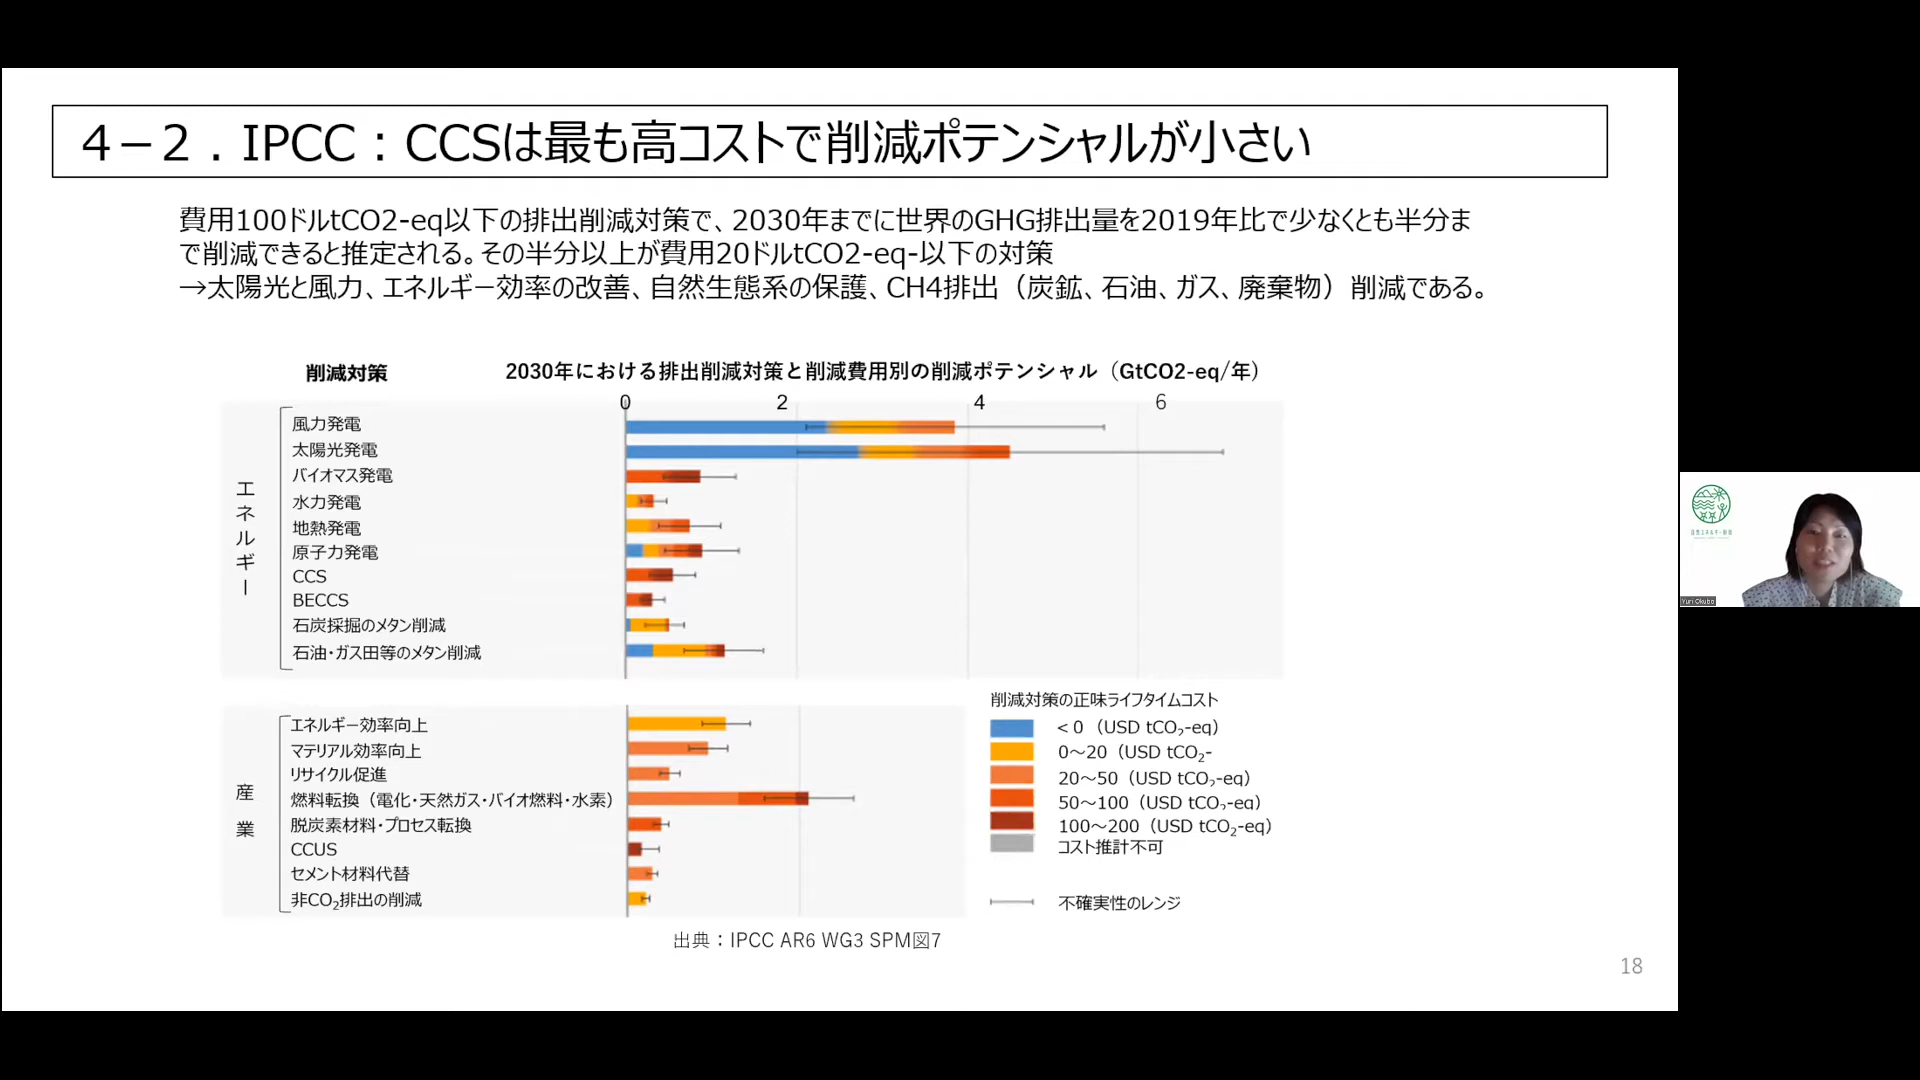 ４－２．IPCC：CCSは最も高コストで削減ポテンシャルが小さい
費用100ドルtCO2-eq以下の排出削減対策で、2030年までに世界のGHG排出量を2019年比で少なくとも半分ま
で削減できると推定される。その半分以上が費用20ドルtCO2-eq-以下の対策
→太陽光と風力、エネルギー効率の改善、自然生態系の保護、CH4排出（炭鉱、石油、ガス、廃棄物）削減である。
削減対策
2030年における排出削減対策と削減費用別の削減ポテンシャル（GtCO2-eq/年）
0 2 4 6
エネルギー
風力発電
太陽光発電
バイオマス発電
水力発電
地熱発電
原子力発電
CCS
BECCS
石炭採掘のメタン削減
石油・ガス田等のメタン削減
産業
エネルギー効率向上
マテリアル効率向上
リサイクル促進
燃料転換（電化・天然ガス・バイオ燃料・水素）
脱炭素材料・プロセス転換
CCUS
セメント材料代替
非CO₂排出の削減
削減対策の正味ライフタイムコスト
＜0（USD tCO₂-eq）
0～20（USD tCO₂-
20～50（USD tCO₂-eq）
50～100（USD tCO₂-eq）
100～200（USD tCO₂-eq）
コスト推計不可
不確実性のレンジ
出典：IPCC AR6 WG3 SPM図7
18
自然エネルギー財団
Yuri Okubo